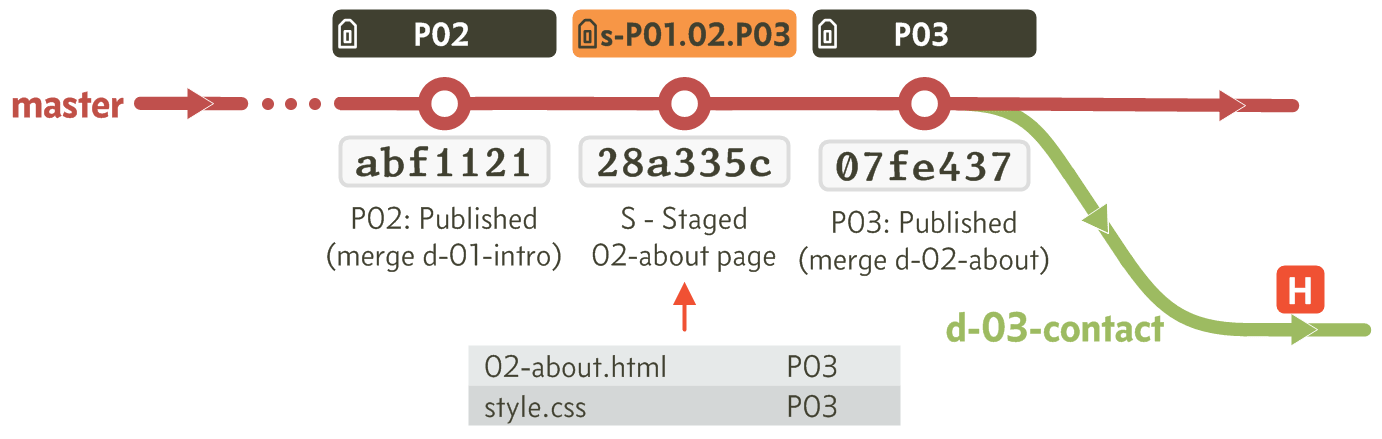 P02
s-P01.02.P03
P03
master
abf1121
28a335c
07fe437
P02: Published
(merge d-01-intro)
S - Staged
02-about page
P03: Published
(merge d-02-about)
H
d-03-contact
02-about.html P03
style.css P03